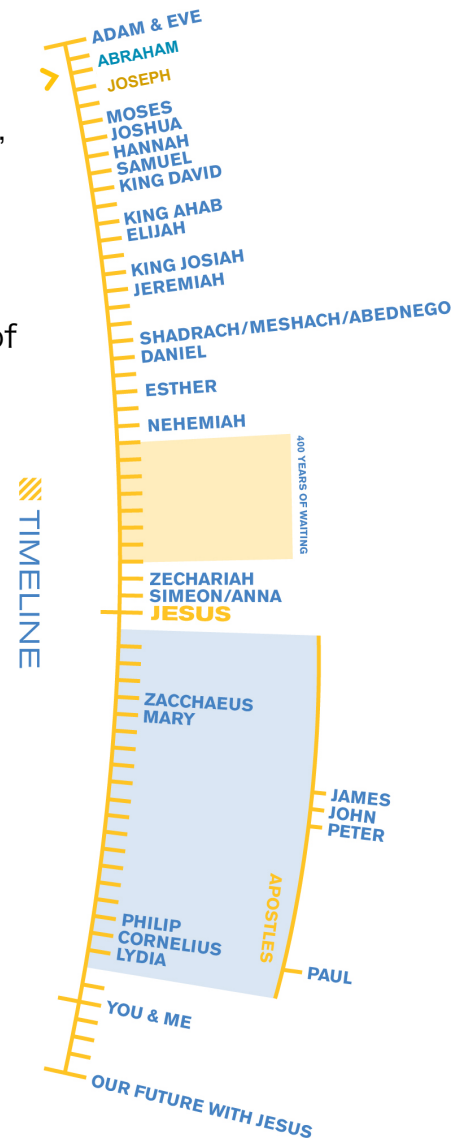 ADAM & EVE
ABRAHAM
JOSEPH
,
MOSES
JOSHUA
HANNAH
SAMUEL
KING DAVID
KING AHAB
ELIJAH
KING JOSIAH
JEREMIAH
of
SHADRACH/MESHACH/ABEDNEGO
DANIEL
ESTHER
NEHEMIAH
400 YEARS OF WAITING
TIMELINE
ZECHARIAH
SIMEON/ANNA
JESUS
ZACCHAEUS
MARY
JAMES
JOHN
PETER
APOSTLES
PHILIP
CORNELIUS
LYDIA
PAUL
YOU & ME
OUR FUTURE WITH JESUS